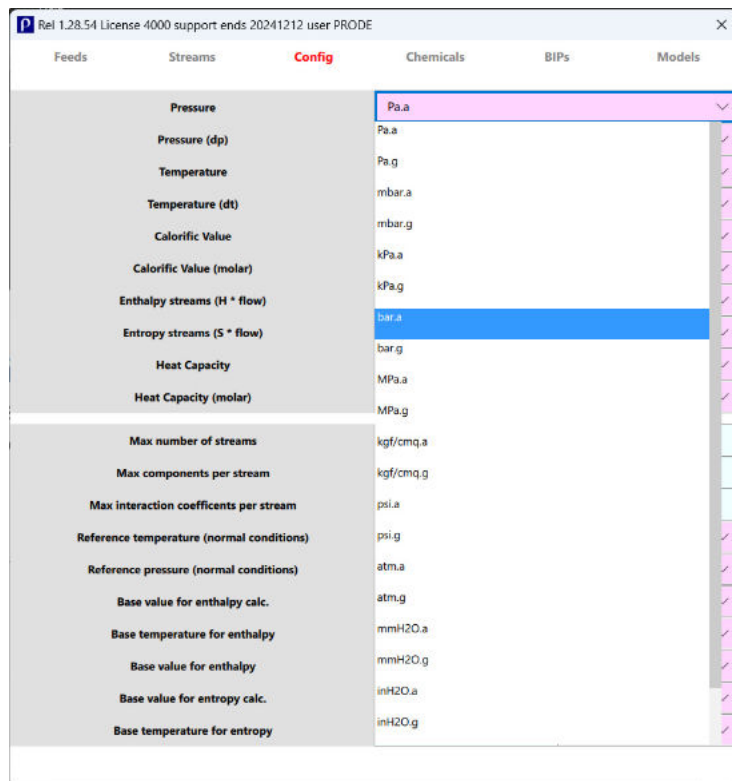 Rel 1.28.54 License 4000 support ends 20241212 user PRODE
Feeds Streams Config Chemicals BIPs Models
Pressure Pa.a
Pa.a
Pressure (dp)
Pa.g
Temperature
mbar.a
Temperature (dt)
mbar.g
Calorific Value
kPa.a
Calorific Value (molar)
kPa.g
Enthalpy streams (H * flow)
bar.a
Entropy streams (S * flow)
bar.g
Heat Capacity
MPa.a
Heat Capacity (molar)
MPa.g
Max number of streams
kgf/cmq.a
Max components per stream
kgf/cmq.g
Max interaction coefficents per stream
psi.a
Reference temperature (normal conditions)
psi.g
Reference pressure (normal conditions)
atm.a
Base value for enthalpy calc.
atm.g
Base temperature for enthalpy
mmH2O.a
Base value for enthalpy
mmH2O.g
Base value for entropy calc.
inH2O.a
Base temperature for entropy
inH2O.g